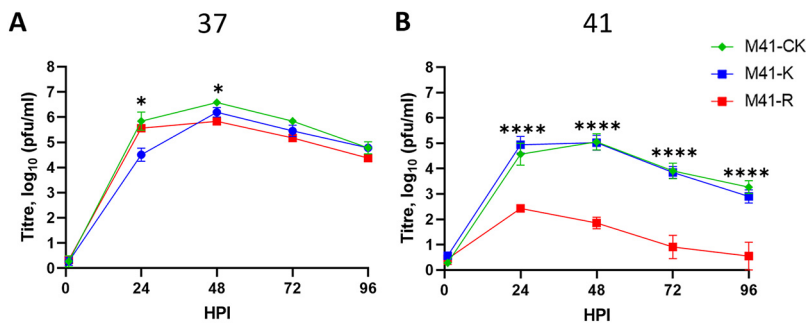 A
37
Titre, log10 (pfu/ml)
8
7
6
5
4
3
2
1
0
*
*
0 24 48 72 96
HPI
B
41
Titre, log10 (pfu/ml)
8
7
6
5
4
3
2
1
0
****
****
****
****
0 24 48 72 96
HPI
M41-CK
M41-K
M41-R